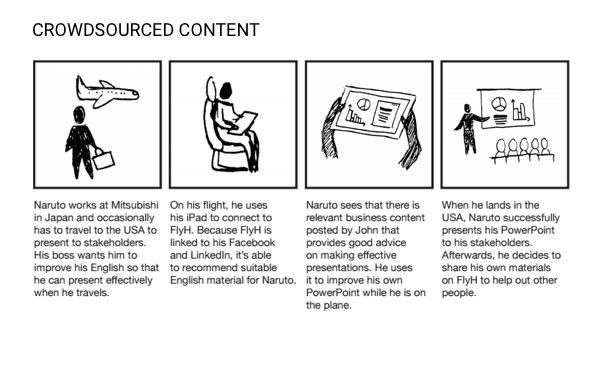 CROWDSOURCED CONTENT
Naruto works at Mitsubishi
in Japan and occasionally
has to travel to the USA to
present to stakeholders.
His boss wants him to
improve his English so that
he can present effectively
when he travels.
On his flight, he uses
his iPad to connect to
FlyH. Because FlyH is
linked to his Facebook
and LinkedIn, it's able
to recommend suitable
English material for Naruto.
Naruto sees that there is
relevant business content
posted by John that
provides good advice
on making effective
presentations. He uses
it to improve his own
PowerPoint while he is on
the plane.
When he lands in the
USA, Naruto successfully
presents his PowerPoint
to his stakeholders.
Afterwards, he decides to
share his own materials
on FlyH to help out other
people.